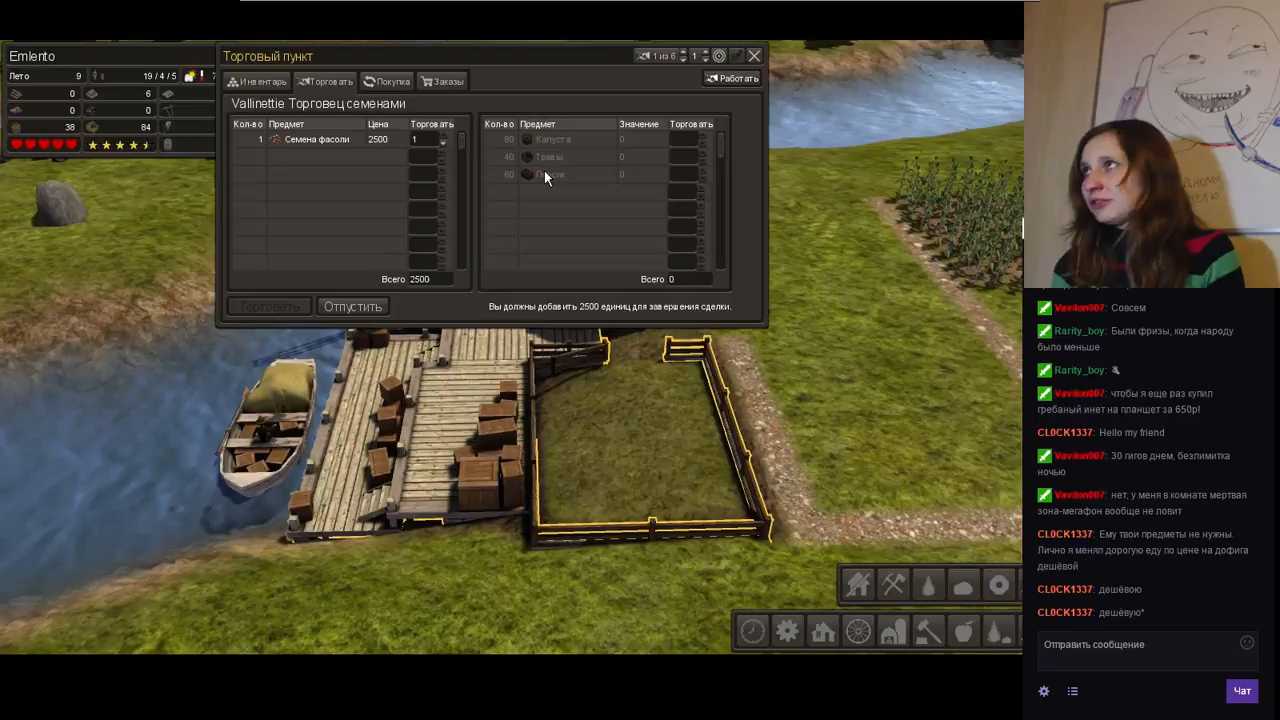 Emlento
Лето 9 19 / 4 / 5 7
0 6
0 0
38 84
Торговый пункт
1 из 6 1
Инвентарь Торговать Покупка Заказы
Работать
Vallinettie Торговец семенами
Кол-во Предмет Цена Торговать
1 Семена фасоли 2500 1
Всего 2500
Кол-во Предмет Значение Торговать
80 Капуста 0
40 Травы 0
60 0
Всего 0
Торговать Отпустить
Вы должны добавить 2500 единиц для завершения сделки.
Vavilon007: Совсем
Rarity_boy: Были фризы, когда народу
было меньше
Rarity_boy:
Vavilon007: чтобы я еще раз купил
гребаный инет на планшет за 650р!
CL0CK1337: Hello my friend
Vavilon007: 30 гигов днем, безлимитка
ночью
Vavilon007: нет, у меня в комнате мертвая
зона-мегафон вообще не ловит
CL0CK1337: Ему твои предметы не нужны.
Лично я менял дорогую еду по цене на дофига
дешёвой
CL0CK1337: дешёвою
CL0CK1337: дешёвую*
Отправить сообщение
Чат